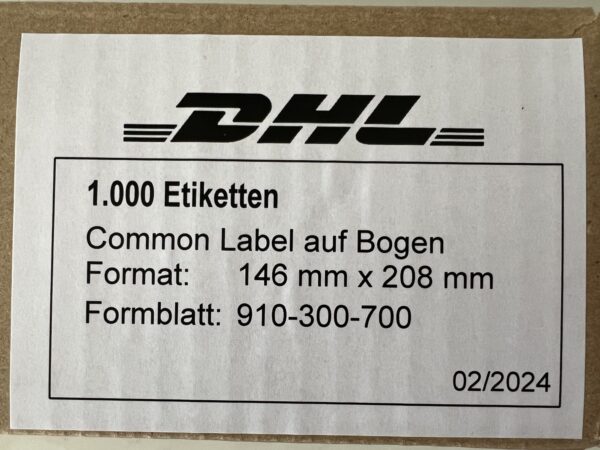 DHL
1.000 Etiketten
Common Label auf Bogen
Format: 146 mm x 208 mm
Formblatt: 910-300-700
02/2024